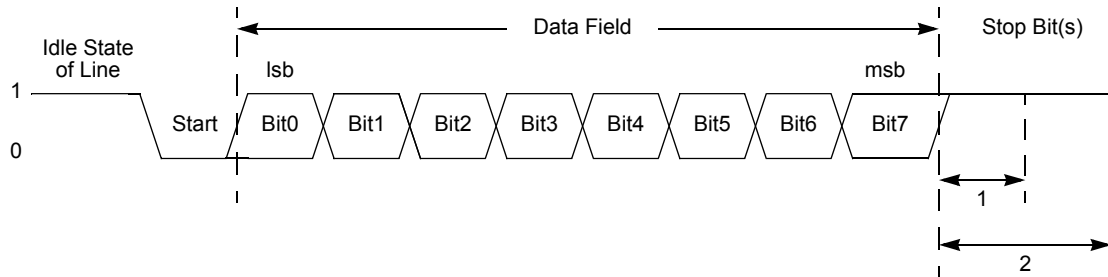 Data Field
Stop Bit(s)
Idle State
of Line
lsb
msb
1
Start
Bit0
Bit1
Bit2
Bit3
Bit4
Bit5
Bit6
Bit7
0
1
2